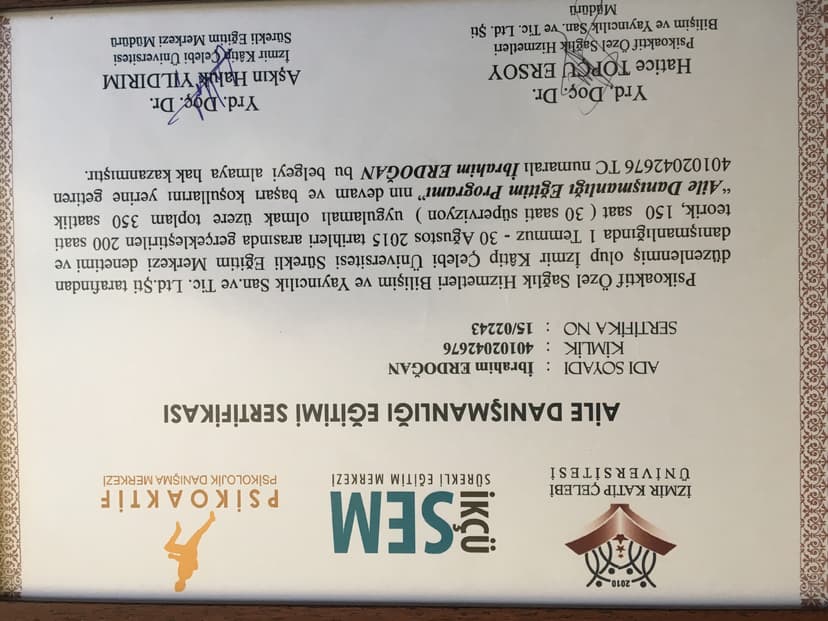 2010
İZMİR KATİP ÇELEBİ
ÜNİVERSİTESİ
İKÇÜ
SEM
SÜREKLİ EĞİTİM MERKEZİ
PSİKOAKTİF
PSİKOLOJİK DANIŞMA MERKEZİ
AİLE DANIŞMANLIĞI EĞİTİMİ SERTİFİKASI
ADI SOYADI : İbrahim ERDOĞAN
KİMLİK : 40102042676
SERTİFİKA NO : 15/02243
Psikoaktif Özel Sağlık Hizmetleri Bilişim ve Yayıncılık San.ve Tic. Ltd.Şti tarafından
düzenlenmiş olup İzmir Kâtip Çelebi Üniversitesi Sürekli Eğitim Merkezi denetimi ve
danışmanlığında 1 Temmuz - 30 Ağustos 2015 tarihleri arasında gerçekleştirilen 200 saati
teorik, 150 saat ( 30 saati süpervizyon ) uygulamalı olmak üzere toplam 350 saatlik
“Aile Danışmanlığı Eğitim Programı” nın devam ve başarı koşullarını yerine getiren
40102042676 TC numaralı İbrahim ERDOĞAN bu belgeyi almaya hak kazanmıştır.
Yrd. Doç. Dr.
Hatice TOPÇU ERSOY
Psikoaktif Özel Sağlık Hizmetleri
Bilişim ve Yayıncılık San. ve Tic. Ltd. Şti
Müdürü
Yrd. Doç. Dr.
Aşkın Haluk YILDIRIM
İzmir Kâtip Çelebi Üniversitesi
Sürekli Eğitim Merkezi Müdürü